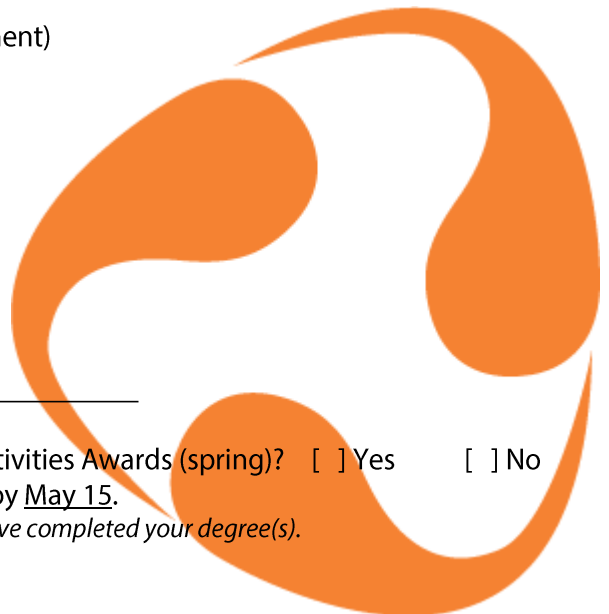 ent)
tivities Awards (spring)? [ ] Yes [ ] No
by May 15.
ve completed your degree(s).